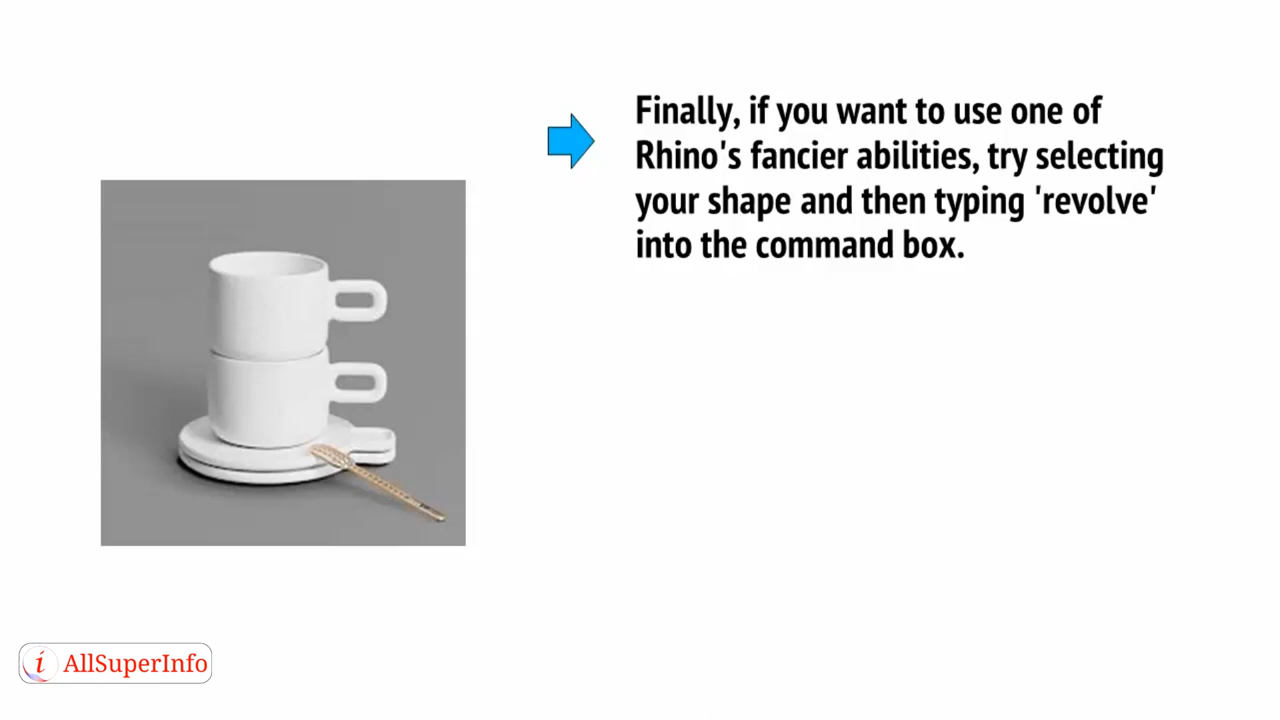 Finally, if you want to use one of
Rhino's fancier abilities, try selecting
your shape and then typing 'revolve'
into the command box.
i AllSuperInfo